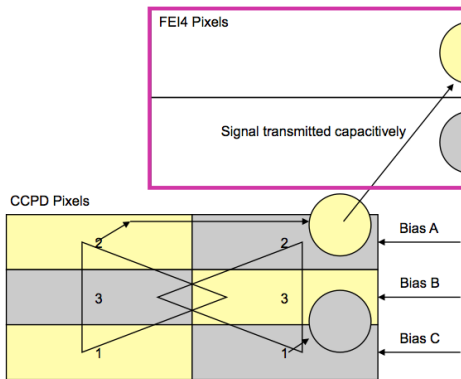 FEI4 Pixels
Signal transmitted capacitively
CCPD Pixels
2 2 Bias A
3 3 Bias B
1 1 Bias C